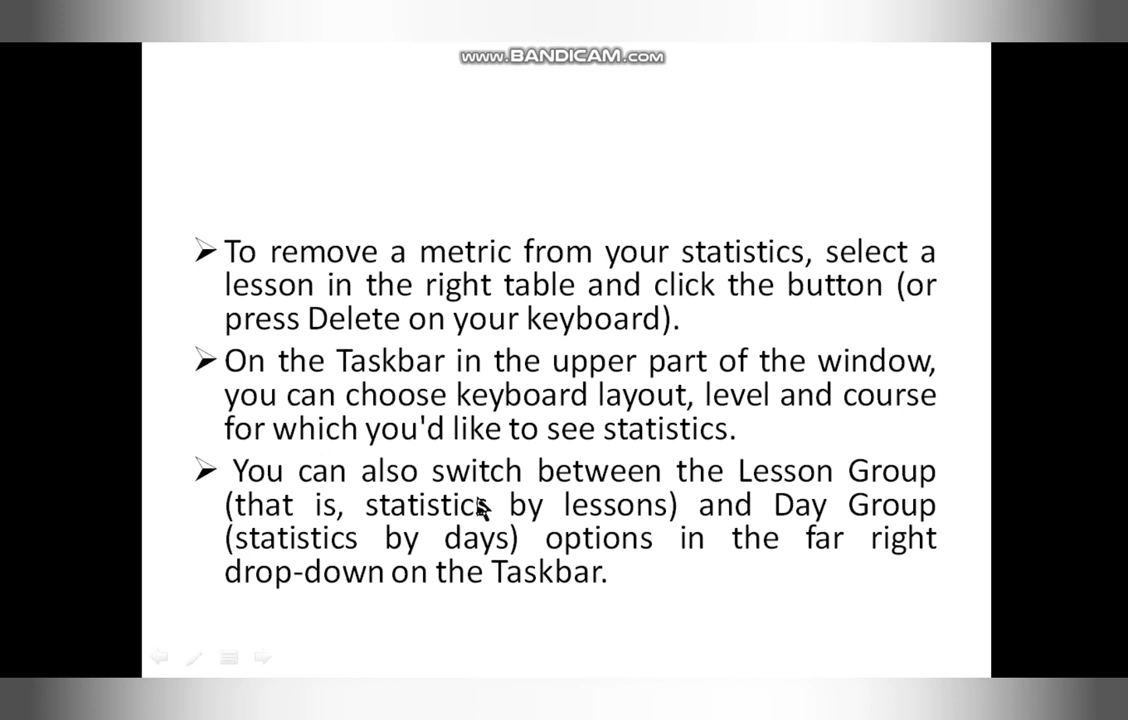 www.BANDICAM.com
➢ To remove a metric from your statistics, select a
lesson in the right table and click the button (or
press Delete on your keyboard).
➢ On the Taskbar in the upper part of the window,
you can choose keyboard layout, level and course
for which you'd like to see statistics.
➢ You can also switch between the Lesson Group
(that is, statistics by lessons) and Day Group
(statistics by days) options in the far right
drop-down on the Taskbar.